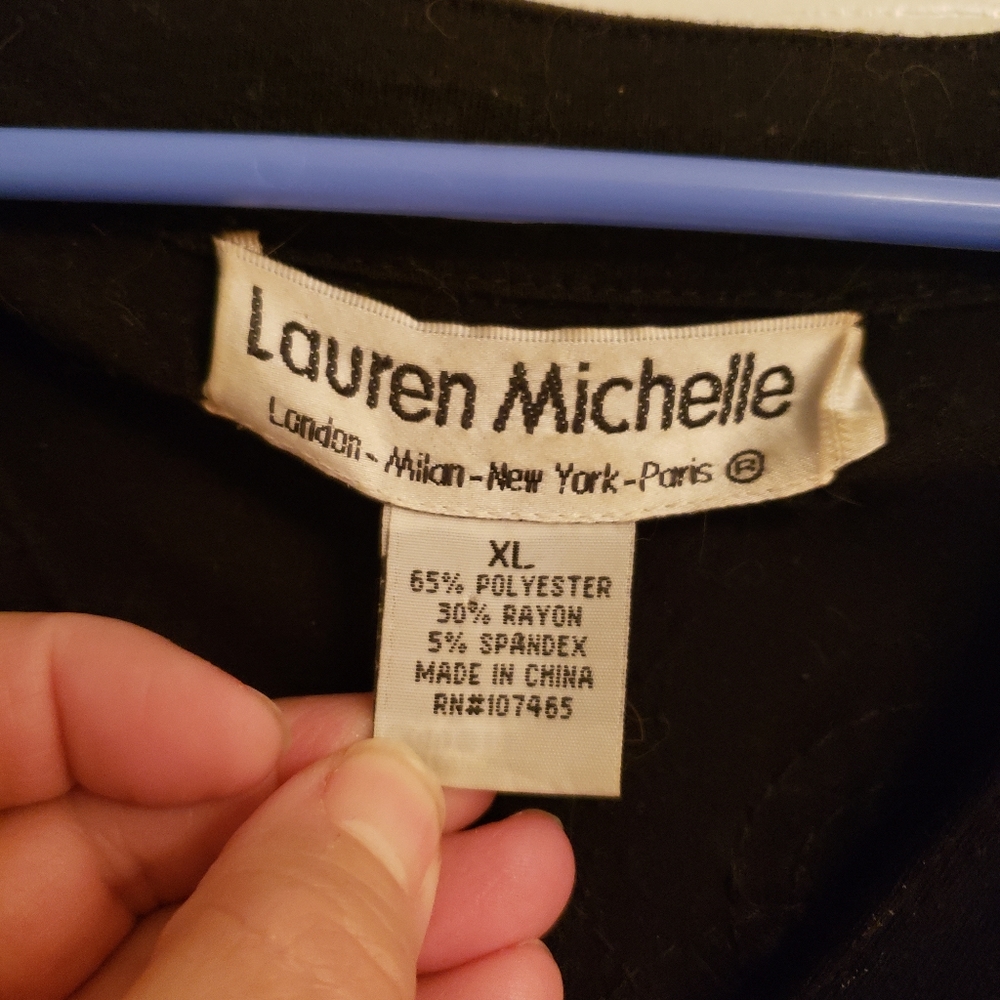 Lauren Michelle
London - Milan - New York - Paris ®
XL
65% POLYESTER
30% RAYON
5% SPANDEX
MADE IN CHINA
RN#107465